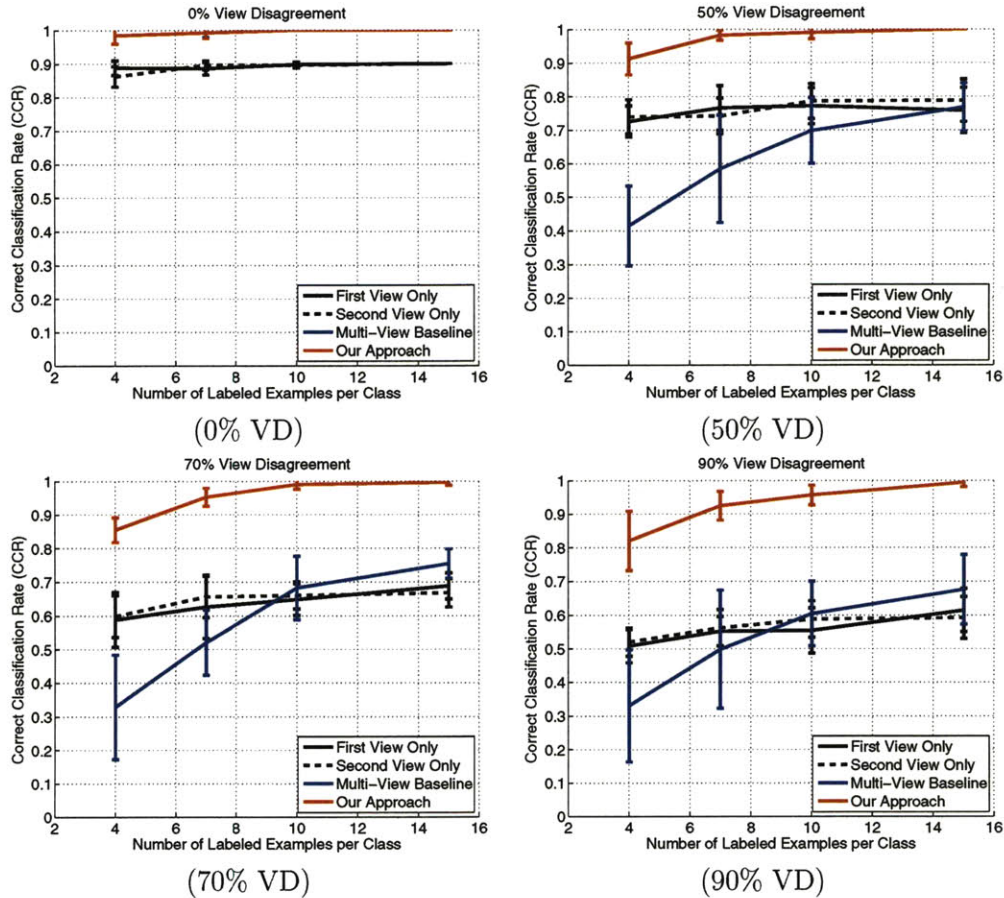 0% View Disagreement
Correct Classification Rate (CCR)
1
0.9
0.8
0.7
0.6
0.5
0.4
0.3
0.2
0.1
0
First View Only
Second View Only
Multi-View Baseline
Our Approach
2 4 6 8 10 12 14 16
Number of Labeled Examples per Class
(0% VD)
50% View Disagreement
Correct Classification Rate (CCR)
1
0.9
0.8
0.7
0.6
0.5
0.4
0.3
0.2
0.1
0
First View Only
Second View Only
Multi-View Baseline
Our Approach
2 4 6 8 10 12 14 16
Number of Labeled Examples per Class
(50% VD)
70% View Disagreement
Correct Classification Rate (CCR)
1
0.9
0.8
0.7
0.6
0.5
0.4
0.3
0.2
0.1
0
First View Only
Second View Only
Multi-View Baseline
Our Approach
2 4 6 8 10 12 14 16
Number of Labeled Examples per Class
(70% VD)
90% View Disagreement
Correct Classification Rate (CCR)
1
0.9
0.8
0.7
0.6
0.5
0.4
0.3
0.2
0.1
0
First View Only
Second View Only
Multi-View Baseline
Our Approach
2 4 6 8 10 12 14 16
Number of Labeled Examples per Class
(90% VD)